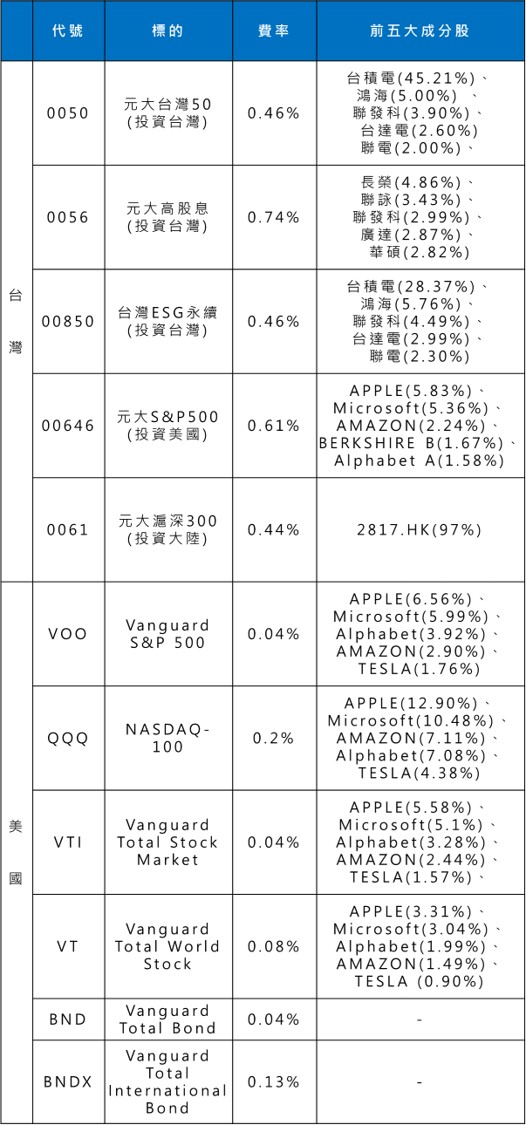 代號 標的 費率 前五大成分股
台灣
0050 元大台灣50 (投資台灣) 0.46% 台積電(45.21%)、
鴻海(5.00%) 、
聯發科(3.90%)、
台達電(2.60%)
聯電(2.00%)、
0056 元大高股息 (投資台灣) 0.74% 長榮(4.86%)、
聯詠(3.43%)、
聯發科(2.99%)、
廣達(2.87%)、
華碩(2.82%)
00850 台灣ESG永續 (投資台灣) 0.46% 台積電(28.37%)、
鴻海(5.76%)、
聯發科(4.49%)、
台達電(2.99%)、
聯電(2.30%)
00646 元大S&P500 (投資美國) 0.61% APPLE(5.83%)、
Microsoft(5.36%)、
AMAZON(2.24%)、
BERKSHIRE B(1.67%)、
Alphabet A(1.58%)
0061 元大滬深300 (投資大陸) 0.44% 2817.HK(97%)
美國
VOO Vanguard S&P 500 0.04% APPLE(6.56%)、
Microsoft(5.99%)、
Alphabet(3.92%)、
AMAZON(2.90%)、
TESLA(1.76%)
QQQ NASDAQ-100 0.2% APPLE(12.90%)、
Microsoft(10.48%)、
AMAZON(7.11%)、
Alphabet(7.08%)、
TESLA(4.38%)
VTI Vanguard Total Stock Market 0.04% APPLE(5.58%)、
Microsoft(5.1%)、
Alphabet(3.28%)、
AMAZON(2.44%)、
TESLA(1.57%)、
VT Vanguard Total World Stock 0.08% APPLE(3.31%)、
Microsoft(3.04%)、
Alphabet(1.99%)、
AMAZON(1.49%)、
TESLA (0.90%)
BND Vanguard Total Bond 0.04% -
BNDX Vanguard Total International Bond 0.13% -